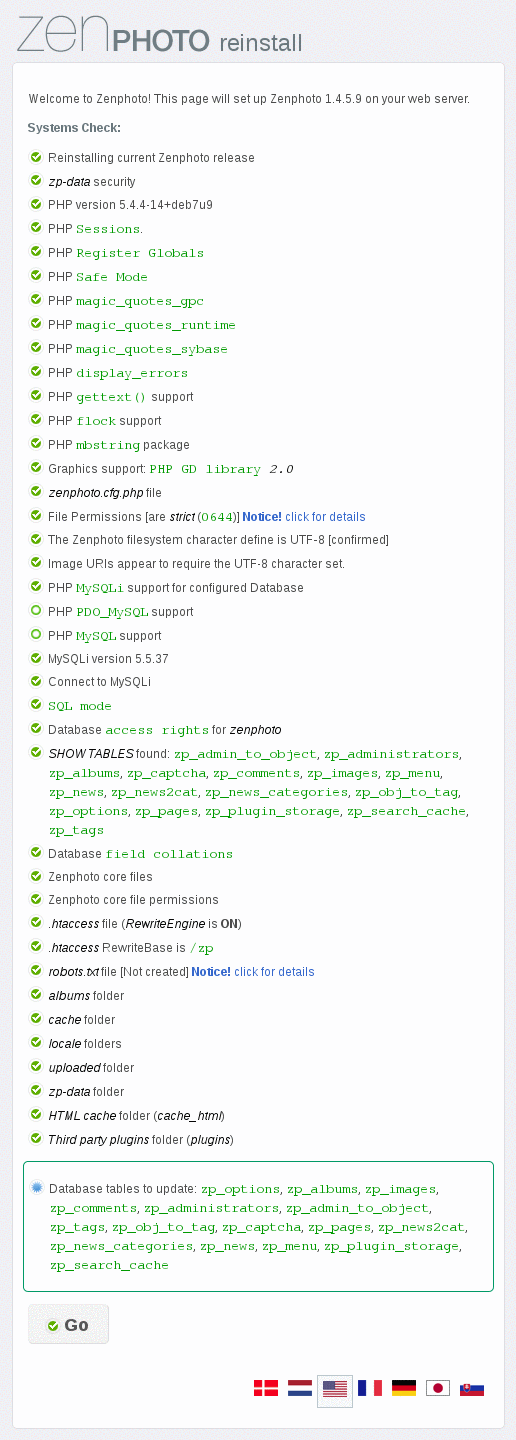 zenPHOTO reinstall
Welcome to Zenphoto! This page will set up Zenphoto 1.4.5.9 on your web server.
Systems Check:
Reinstalling current Zenphoto release
zp-data security
PHP version 5.4.4-14+deb7u9
PHP Sessions.
PHP Register Globals
PHP Safe Mode
PHP magic_quotes_gpc
PHP magic_quotes_runtime
PHP magic_quotes_sybase
PHP display_errors
PHP gettext() support
PHP flock support
PHP mbstring package
Graphics support: PHP GD library 2.0
zenphoto.cfg.php file
File Permissions [are strict (0644)] Notice! click for details
The Zenphoto filesystem character define is UTF-8 [confirmed]
Image URIs appear to require the UTF-8 character set.
PHP MySQLi support for configured Database
PHP PDO_MySQL support
PHP MySQL support
MySQLi version 5.5.37
Connect to MySQLi
SQL mode
Database access rights for zenphoto
SHOW TABLES found: zp_admin_to_object, zp_administrators,
zp_albums, zp_captcha, zp_comments, zp_images, zp_menu,
zp_news, zp_news2cat, zp_news_categories, zp_obj_to_tag,
zp_options, zp_pages, zp_plugin_storage, zp_search_cache,
zp_tags
Database field collations
Zenphoto core files
Zenphoto core file permissions
.htaccess file (RewriteEngine is ON)
.htaccess RewriteBase is /zp
robots.txt file [Not created] Notice! click for details
albums folder
cache folder
locale folders
uploaded folder
zp-data folder
HTML cache folder (cache_html)
Third party plugins folder (plugins)
Database tables to update: zp_options, zp_albums, zp_images,
zp_comments, zp_administrators, zp_admin_to_object,
zp_tags, zp_obj_to_tag, zp_captcha, zp_pages, zp_news2cat,
zp_news_categories, zp_news, zp_menu, zp_plugin_storage,
zp_search_cache
Go